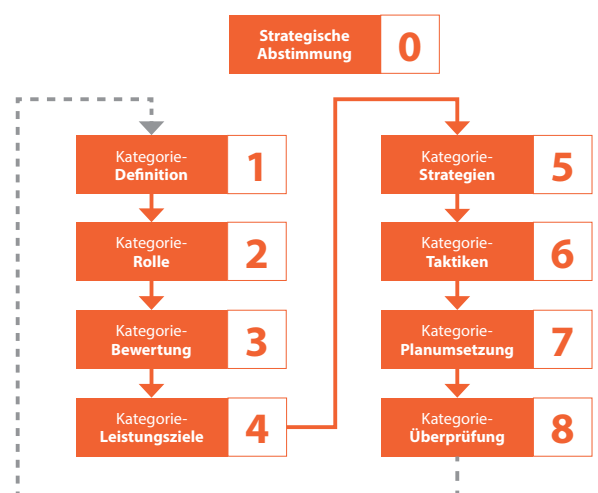 Strategische
Abstimmung
0
Kategorie-
Definition
1
Kategorie-
Rolle
2
Kategorie-
Bewertung
3
Kategorie-
Leistungsziele
4
Kategorie-
Strategien
5
Kategorie-
Taktiken
6
Kategorie-
Planumsetzung
7
Kategorie-
Überprüfung
8